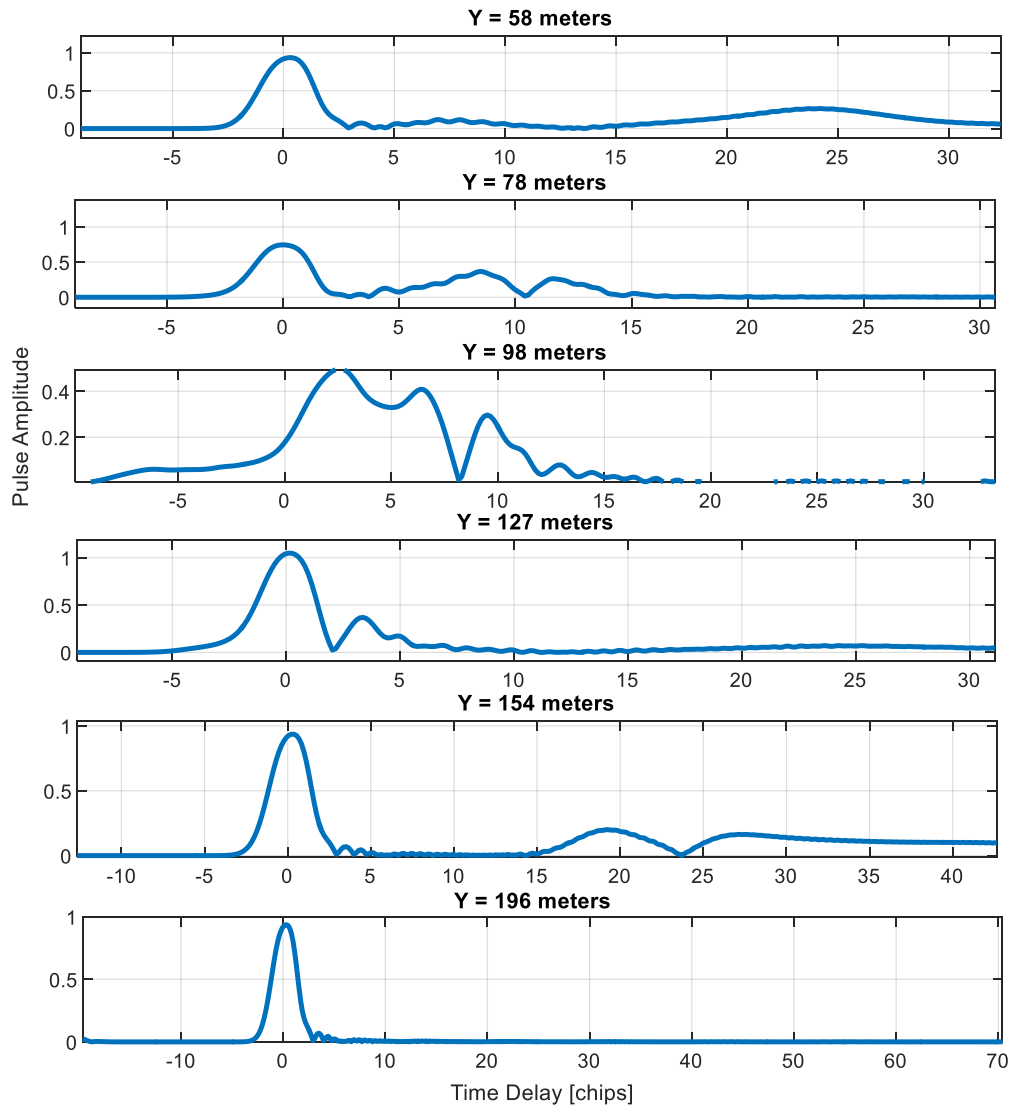 Y = 58 meters
1
0.5
0
-5 0 5 10 15 20 25 30
Y = 78 meters
1
0.5
0
-5 0 5 10 15 20 25 30
Pulse Amplitude
Y = 98 meters
0.4
0.2
-5 0 5 10 15 20 25 30
Y = 127 meters
1
0.5
0
-5 0 5 10 15 20 25 30
Y = 154 meters
1
0.5
0
-10 -5 0 5 10 15 20 25 30 35 40
Y = 196 meters
1
0.5
0
-10 0 10 20 30 40 50 60 70
Time Delay [chips]